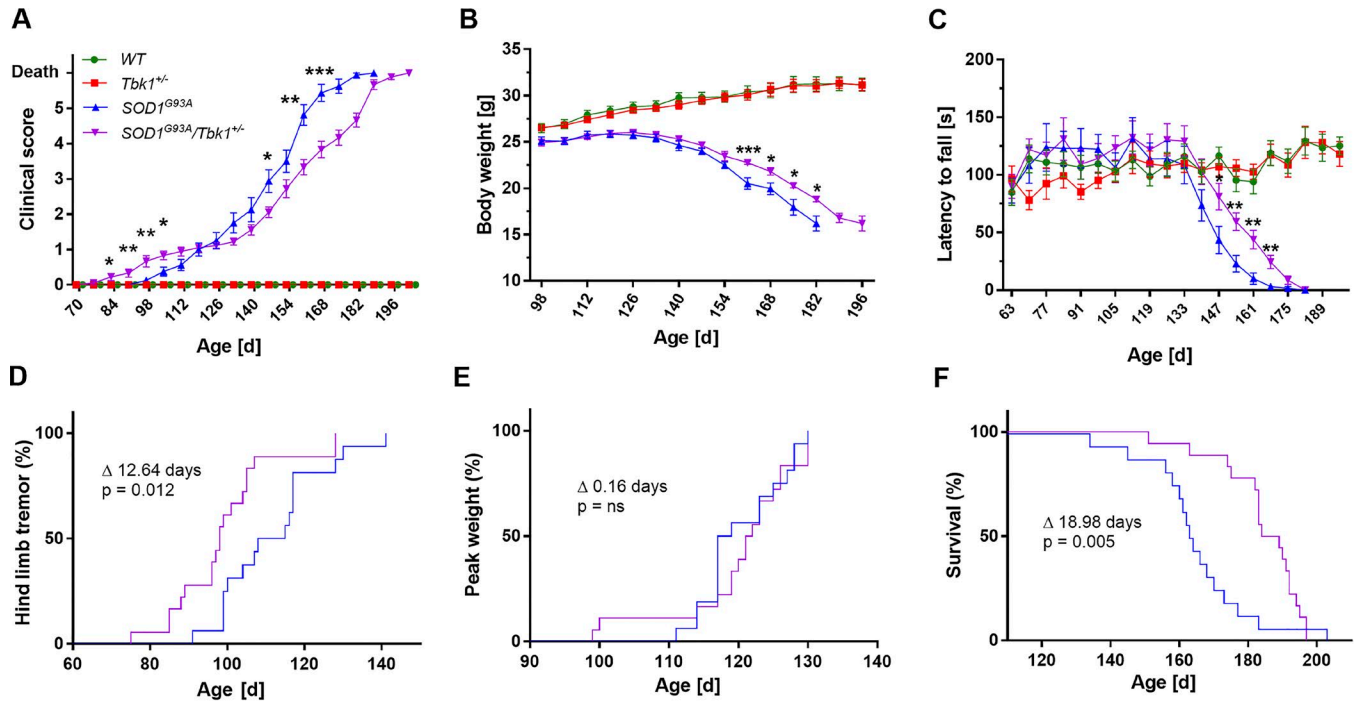 A
Clinical score
Death
5
4
3
2
1
0
WT
Tbk1+/-
SOD1G93A
SOD1G93A/Tbk1+/-
* ** ** * * ** ***
70 84 98 112 126 140 154 168 182 196
Age [d]
B
Body weight [g]
35
30
25
20
15
10
*** * * *
98 112 126 140 154 168 182 196
Age [d]
C
Latency to fall [s]
200
150
100
50
0
* ** ** **
63 77 91 105 119 133 147 161 175 189
Age [d]
D
Hind limb tremor (%)
100
50
0
Δ 12.64 days
p = 0.012
60 80 100 120 140
Age [d]
E
Peak weight (%)
100
50
0
Δ 0.16 days
p = ns
90 100 110 120 130 140
Age [d]
F
Survival (%)
100
50
0
Δ 18.98 days
p = 0.005
120 140 160 180 200
Age [d]